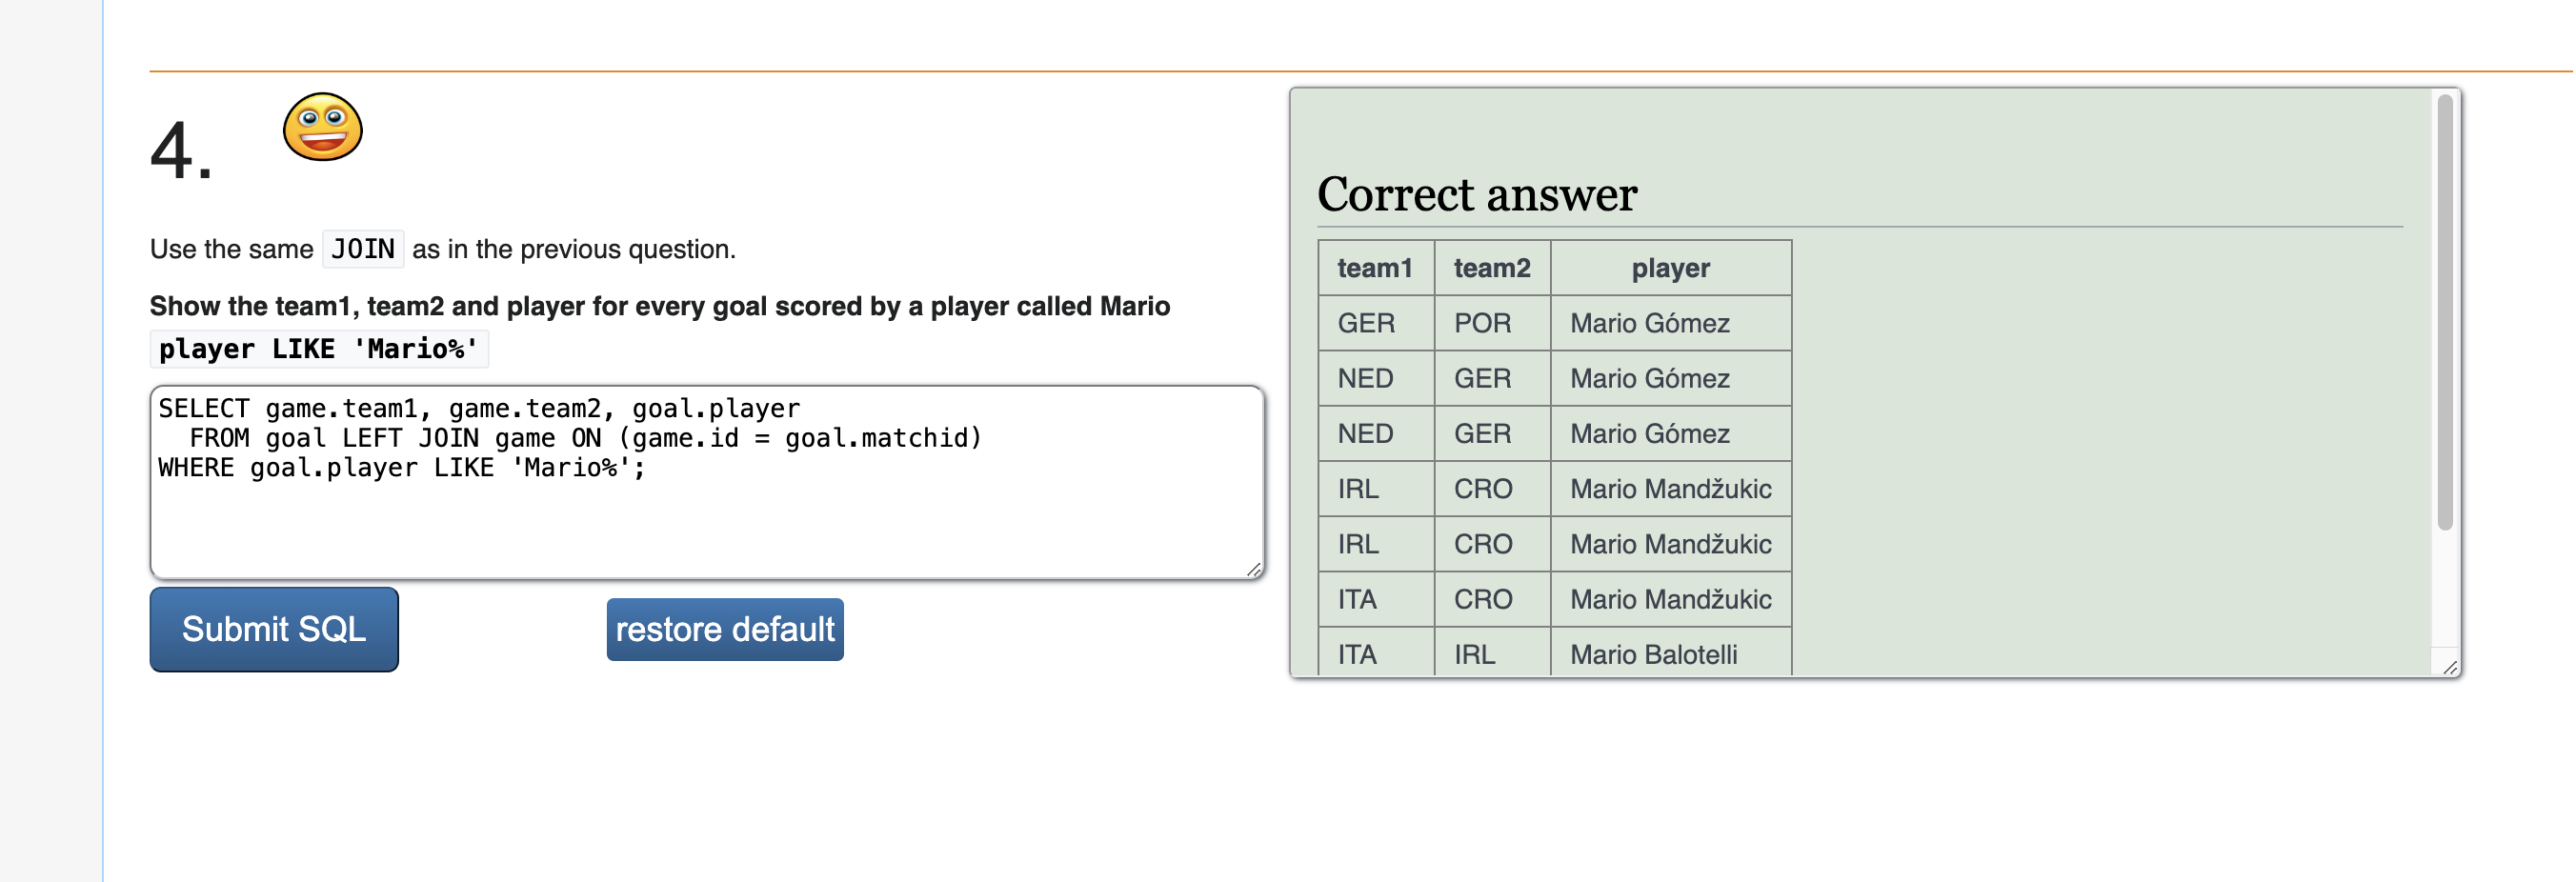 4.
Use the same JOIN as in the previous question.
Show the team1, team2 and player for every goal scored by a player called Mario
player LIKE 'Mario%'
SELECT game.team1, game.team2, goal.player
  FROM goal LEFT JOIN game ON (game.id = goal.matchid)
WHERE goal.player LIKE 'Mario%';
Submit SQL restore default
Correct answer
team1 team2 player
GER POR Mario Gómez
NED GER Mario Gómez
NED GER Mario Gómez
IRL CRO Mario Mandžukic
IRL CRO Mario Mandžukic
ITA CRO Mario Mandžukic
ITA IRL Mario Balotelli